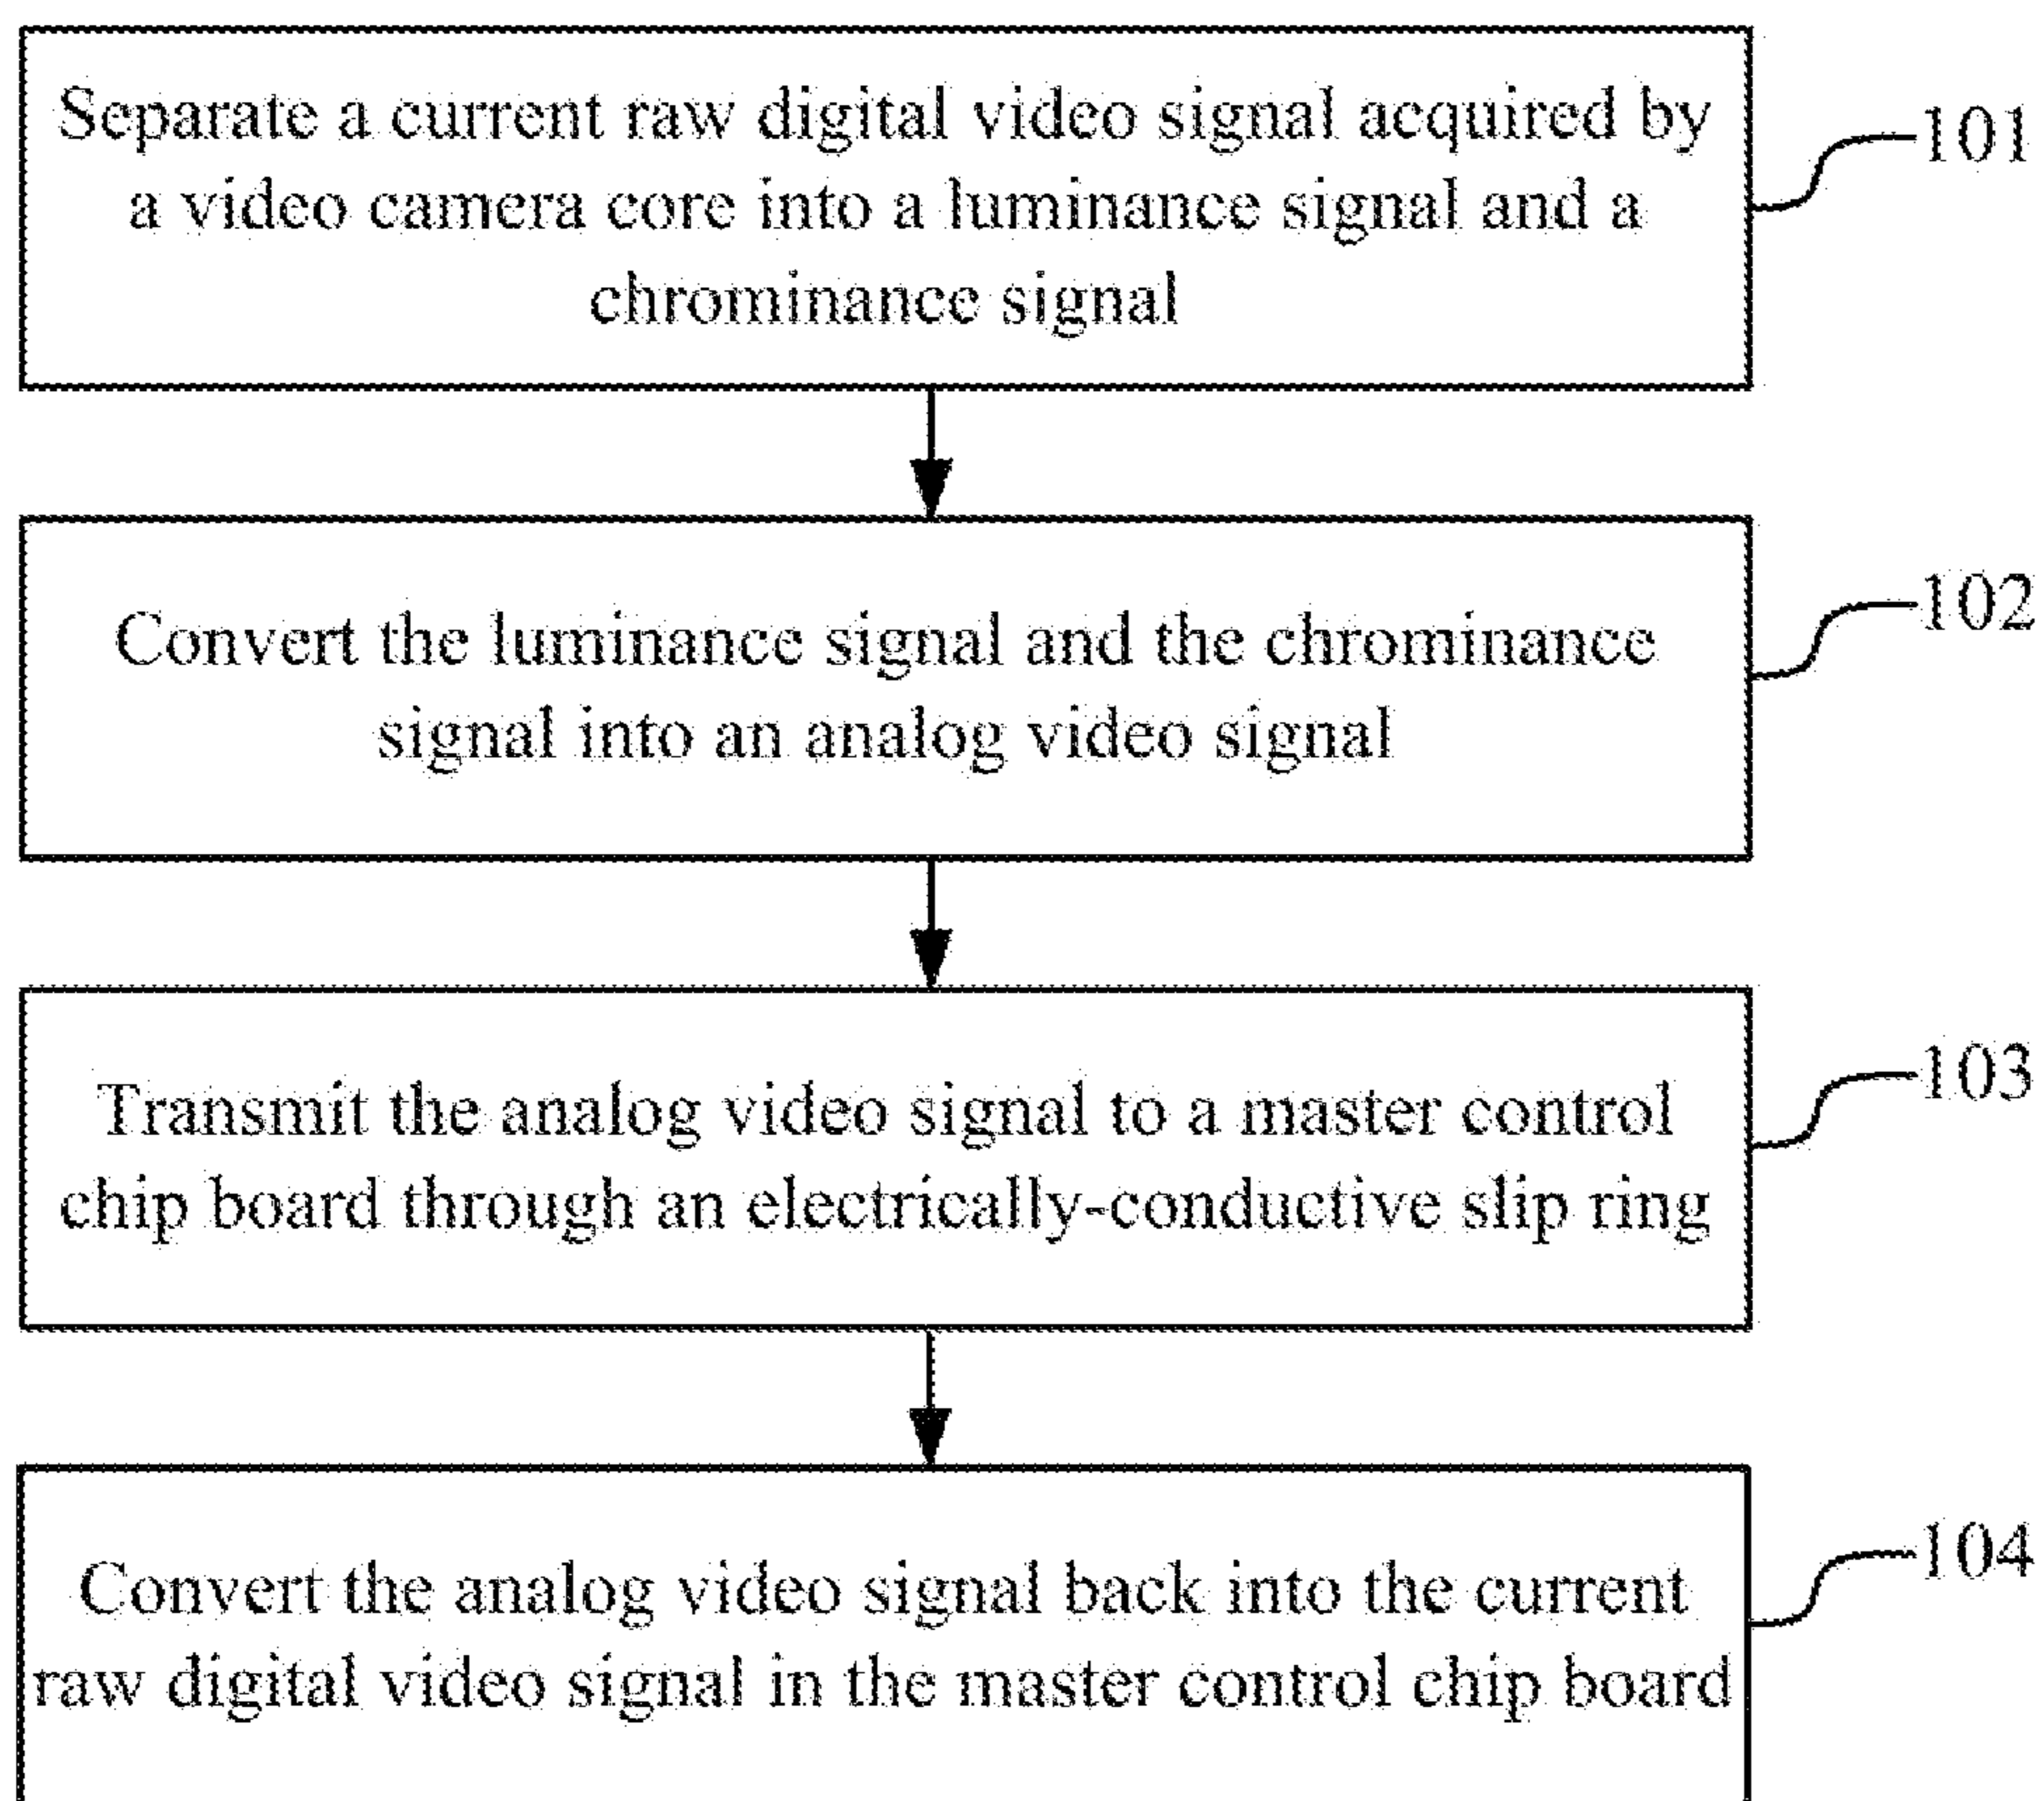 Separate a current raw digital video signal acquired by
a video camera core into a luminance signal and a
chrominance signal
101
Convert the luminance signal and the chrominance
signal into an analog video signal
102
Transmit the analog video signal to a master control
chip board through an electrically-conductive slip ring
103
Convert the analog video signal back into the current
raw digital video signal in the master control chip board
104